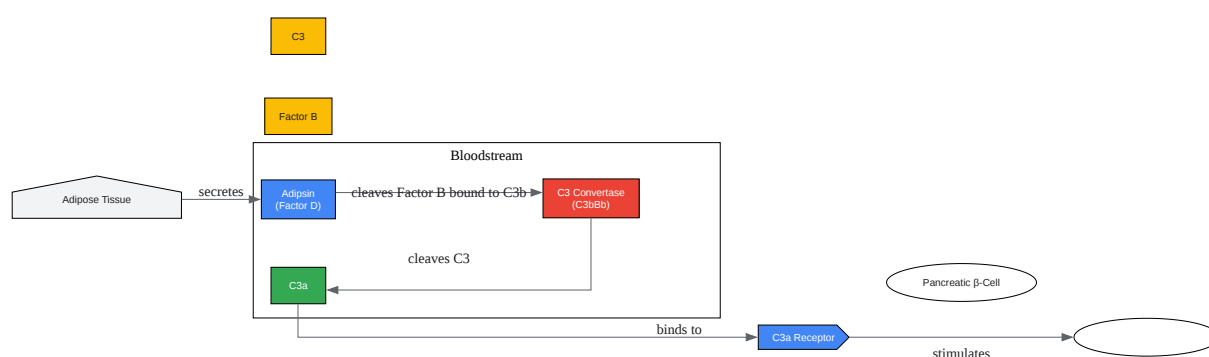 C3
Factor B
Bloodstream
Adipose Tissue
secretes
Adipsin
(Factor D)
cleaves Factor B bound to C3b
C3 Convertase
(C3bBb)
cleaves C3
C3a
Pancreatic β-Cell
binds to
C3a Receptor
stimulates